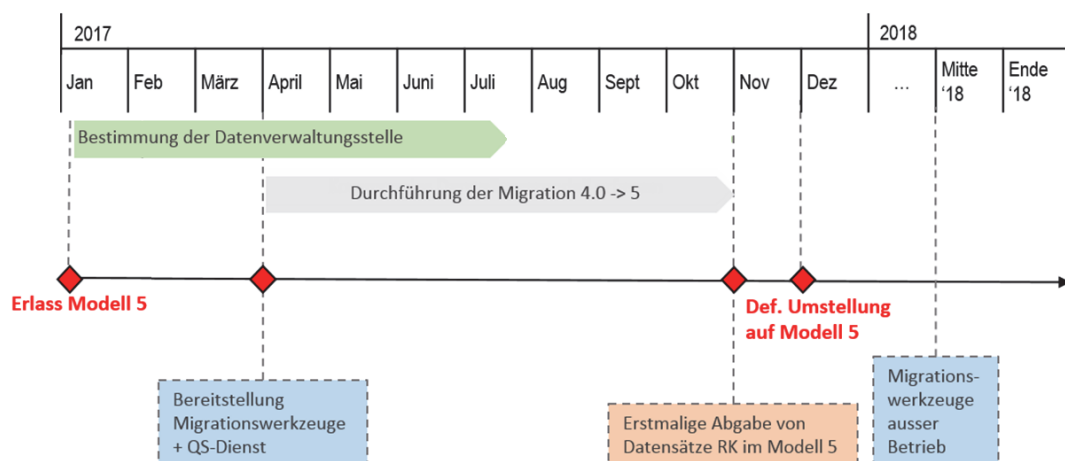 2017
2018
Jan
Feb
März
April
Mai
Juni
Juli
Aug
Sept
Okt
Nov
Dez
...
Mitte
‘18
Ende
‘18
Bestimmung der Datenverwaltungsstelle
Durchführung der Migration 4.0 -> 5
Erlass Modell 5
Def. Umstellung
auf Modell 5
Bereitstellung
Migrationswerkzeuge
+ QS-Dienst
Erstmalige Abgabe von
Datensätze RK im Modell 5
Migrations-
werkzeuge
ausser
Betrieb